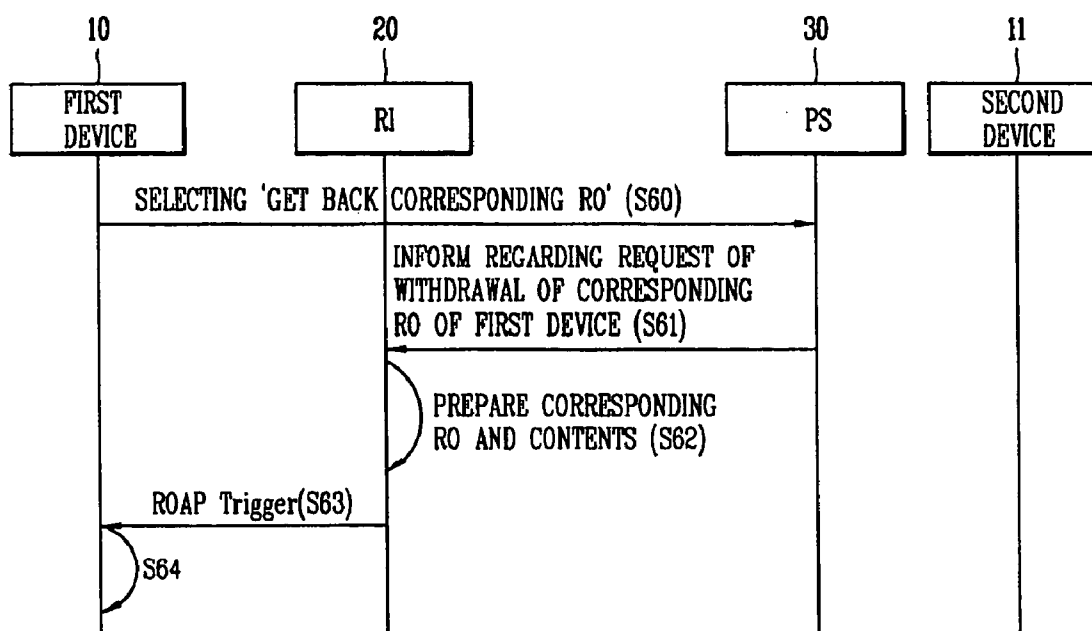 10
20
30
11
FIRST
DEVICE
RI
PS
SECOND
DEVICE
SELECTING 'GET BACK CORRESPONDING RO' (S60)
INFORM REGARDING REQUEST OF
WITHDRAWAL OF CORRESPONDING
RO OF FIRST DEVICE (S61)
PREPARE CORRESPONDING
RO AND CONTENTS (S62)
ROAP Trigger(S63)
S64